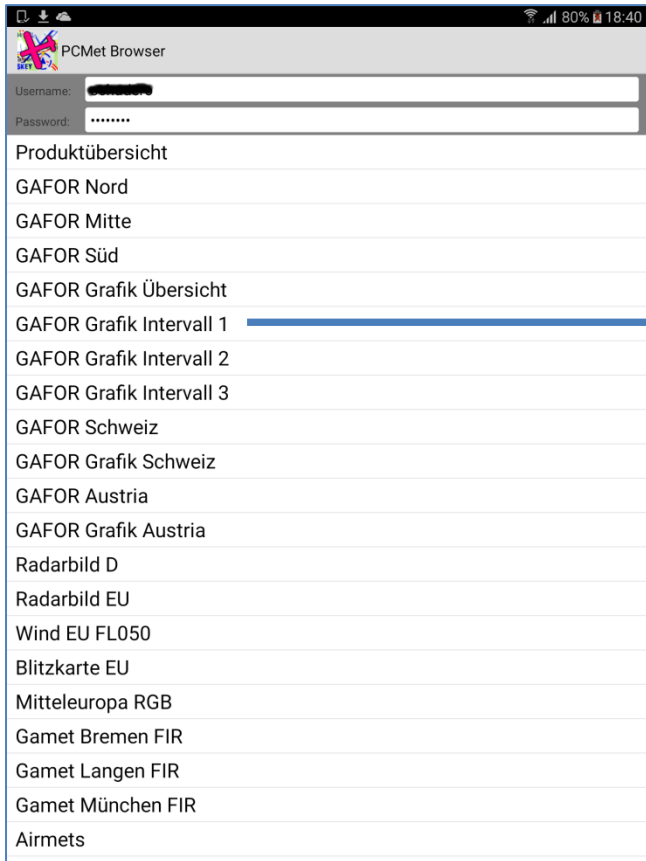 80% 18:40
SKEY
PCMet Browser
Username:
Password: ••••••••
Produktübersicht
GAFOR Nord
GAFOR Mitte
GAFOR Süd
GAFOR Grafik Übersicht
GAFOR Grafik Intervall 1
GAFOR Grafik Intervall 2
GAFOR Grafik Intervall 3
GAFOR Schweiz
GAFOR Grafik Schweiz
GAFOR Austria
GAFOR Grafik Austria
Radarbild D
Radarbild EU
Wind EU FL050
Blitzkarte EU
Mitteleuropa RGB
Gamet Bremen FIR
Gamet Langen FIR
Gamet München FIR
Airmets